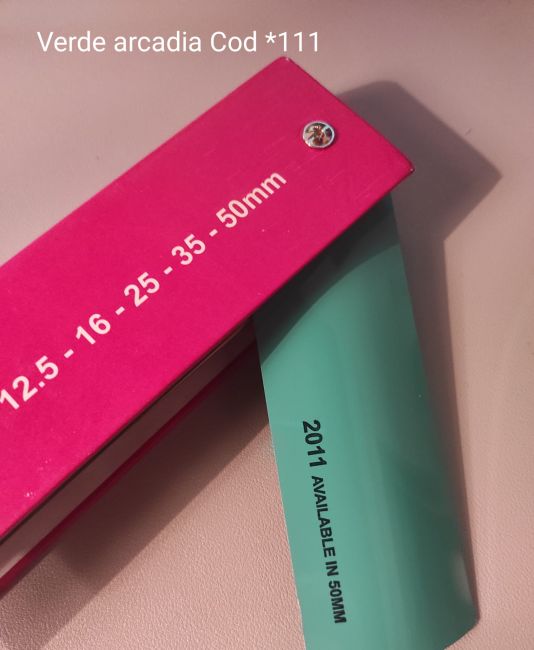 Verde arcadia Cod *111
12.5 - 16 - 25 - 35 - 50mm
2011 AVAILABLE IN 50MM